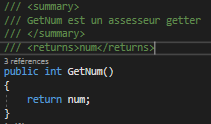 /// <summary>
/// GetNum est un assesseur getter
/// </summary>
/// <returns>num</returns>
3 références
public int GetNum()
{
return num;
}